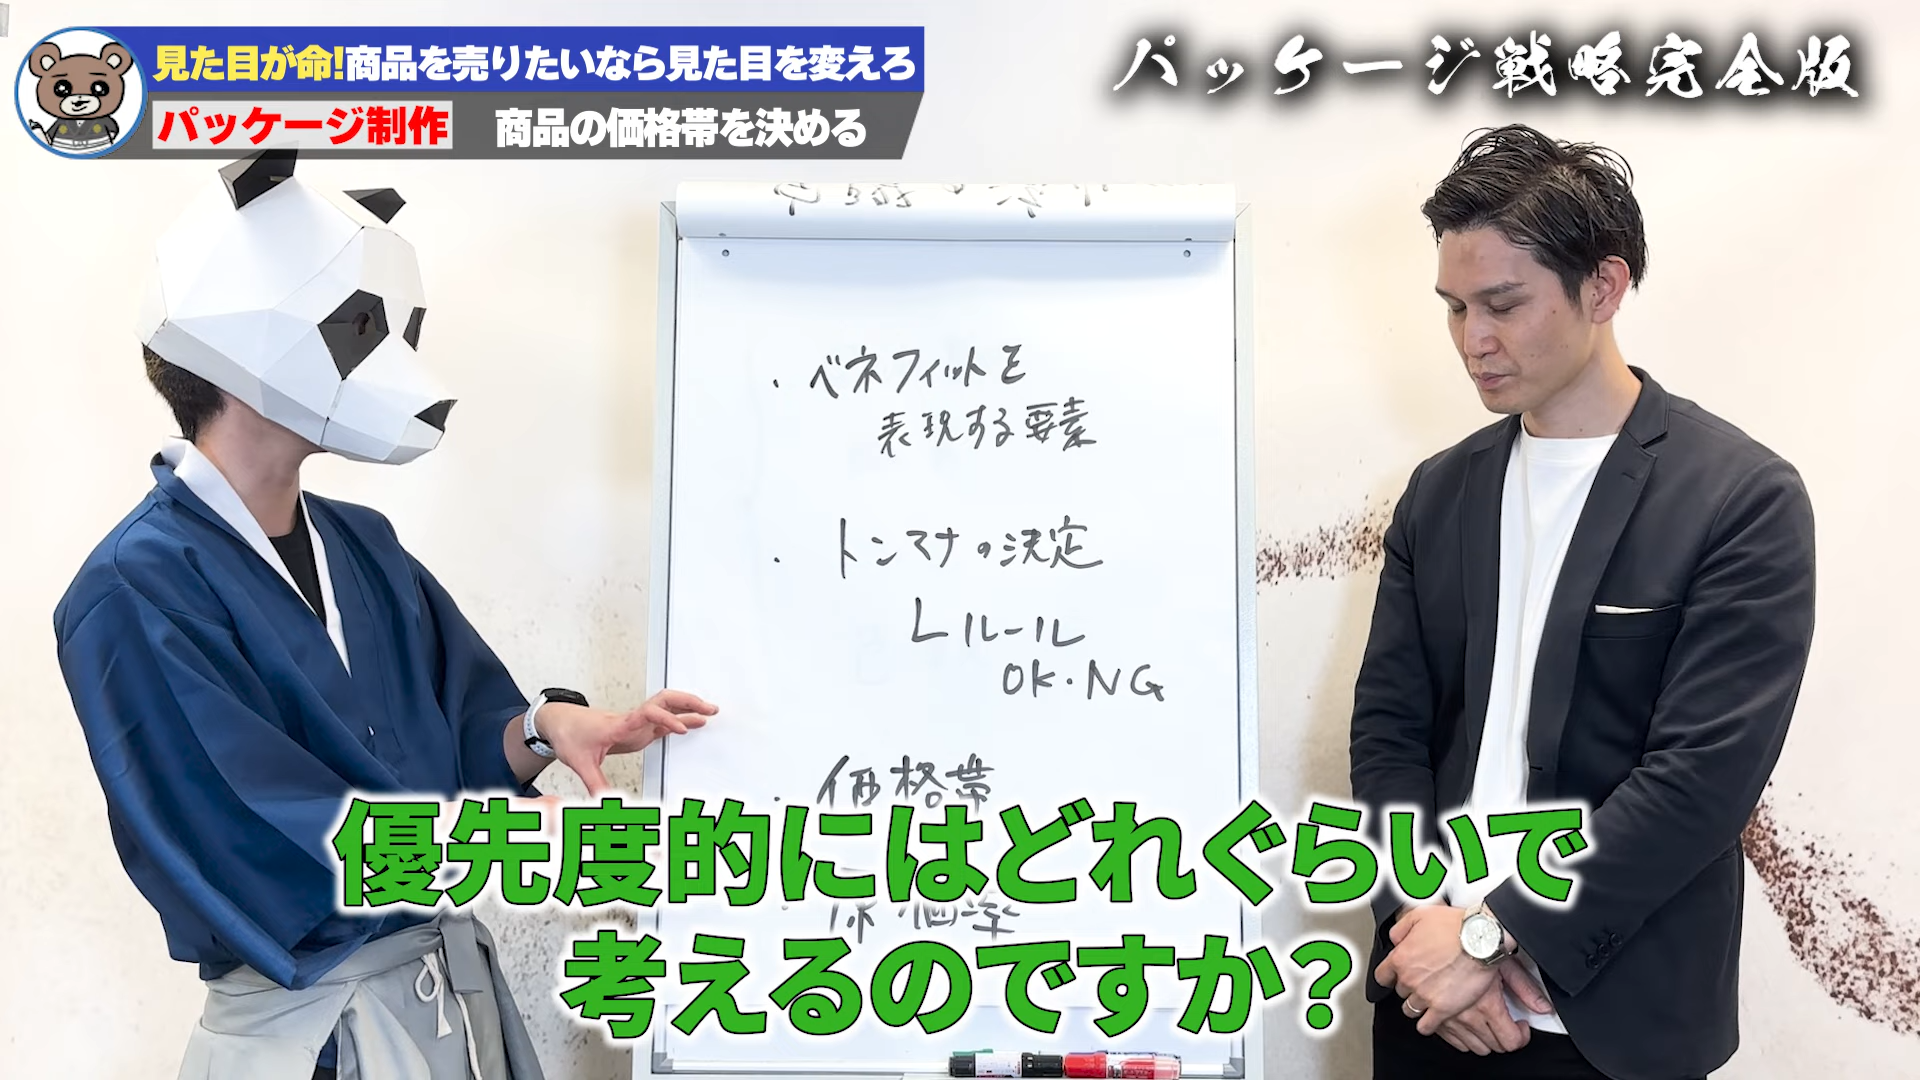 見た目が命!商品を売りたいなら見た目を変えろ
パッケージ制作 商品の価格帯を決める
パッケージ戦略完全版
・ベネフィットを
表現する要素
・トンマナの決定
Lルール
OK・NG
・価格帯
優先度的にはどれぐらいで
考えるのですか?